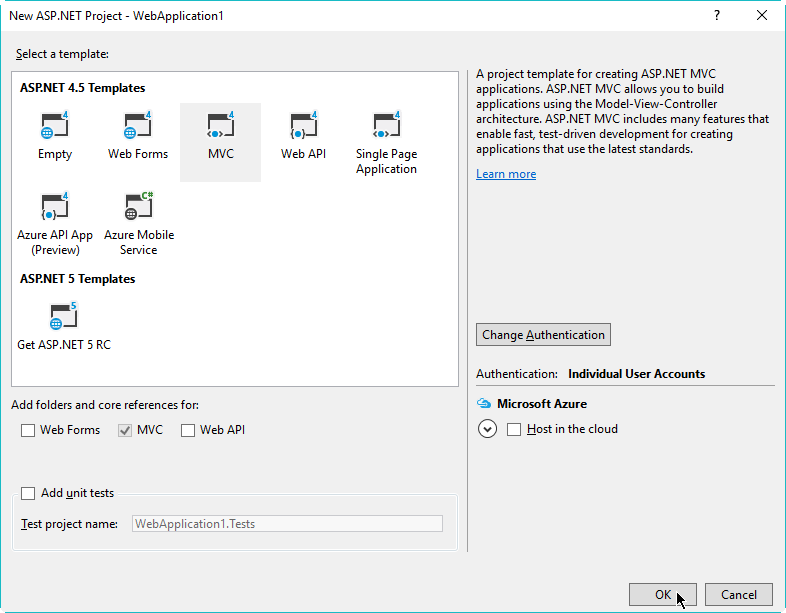 New ASP.NET Project - WebApplication1
?
Select a template:
ASP.NET 4.5 Templates
4
4
4
4
4
Empty
Web Forms
MVC
Web API
Single Page
Application
4
C#
Azure API App
(Preview)
Azure Mobile
Service
ASP.NET 5 Templates
5
Get ASP.NET 5 RC
Add folders and core references for:
Web Forms
MVC
Web API
Add unit tests
Test project name:
WebApplication1.Tests
A project template for creating ASP.NET MVC
applications. ASP.NET MVC allows you to build
applications using the Model-View-Controller
architecture. ASP.NET MVC includes many features that
enable fast, test-driven development for creating
applications that use the latest standards.
Learn more
Change Authentication
Authentication: Individual User Accounts
Microsoft Azure
Host in the cloud
OK
Cancel